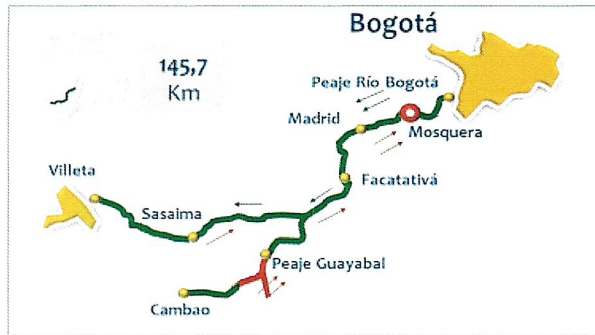 Bogotá
145,7
Km
Peaje Río Bogotá
Madrid
Mosquera
Villeta
Facatativá
Sasaima
Peaje Guayabal
Cambao